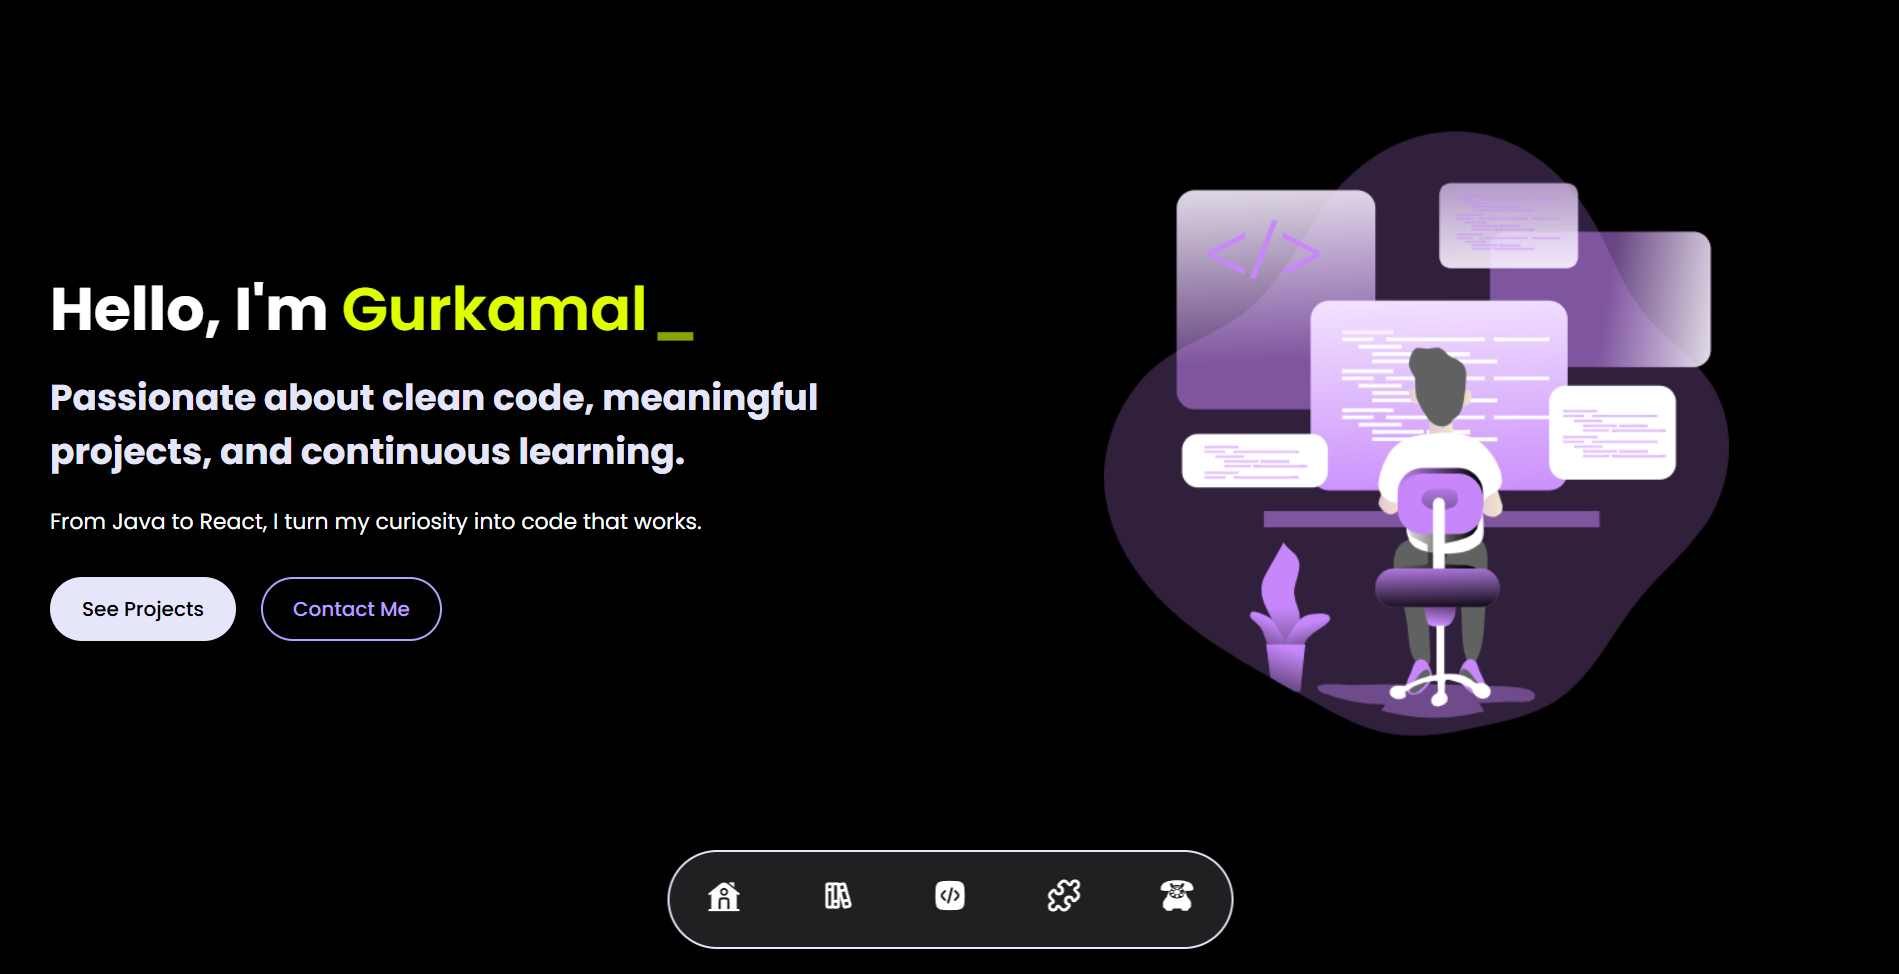 Hello, I'm Gurkamal _
Passionate about clean code, meaningful
projects, and continuous learning.
From Java to React, I turn my curiosity into code that works.
See Projects
Contact Me
</>